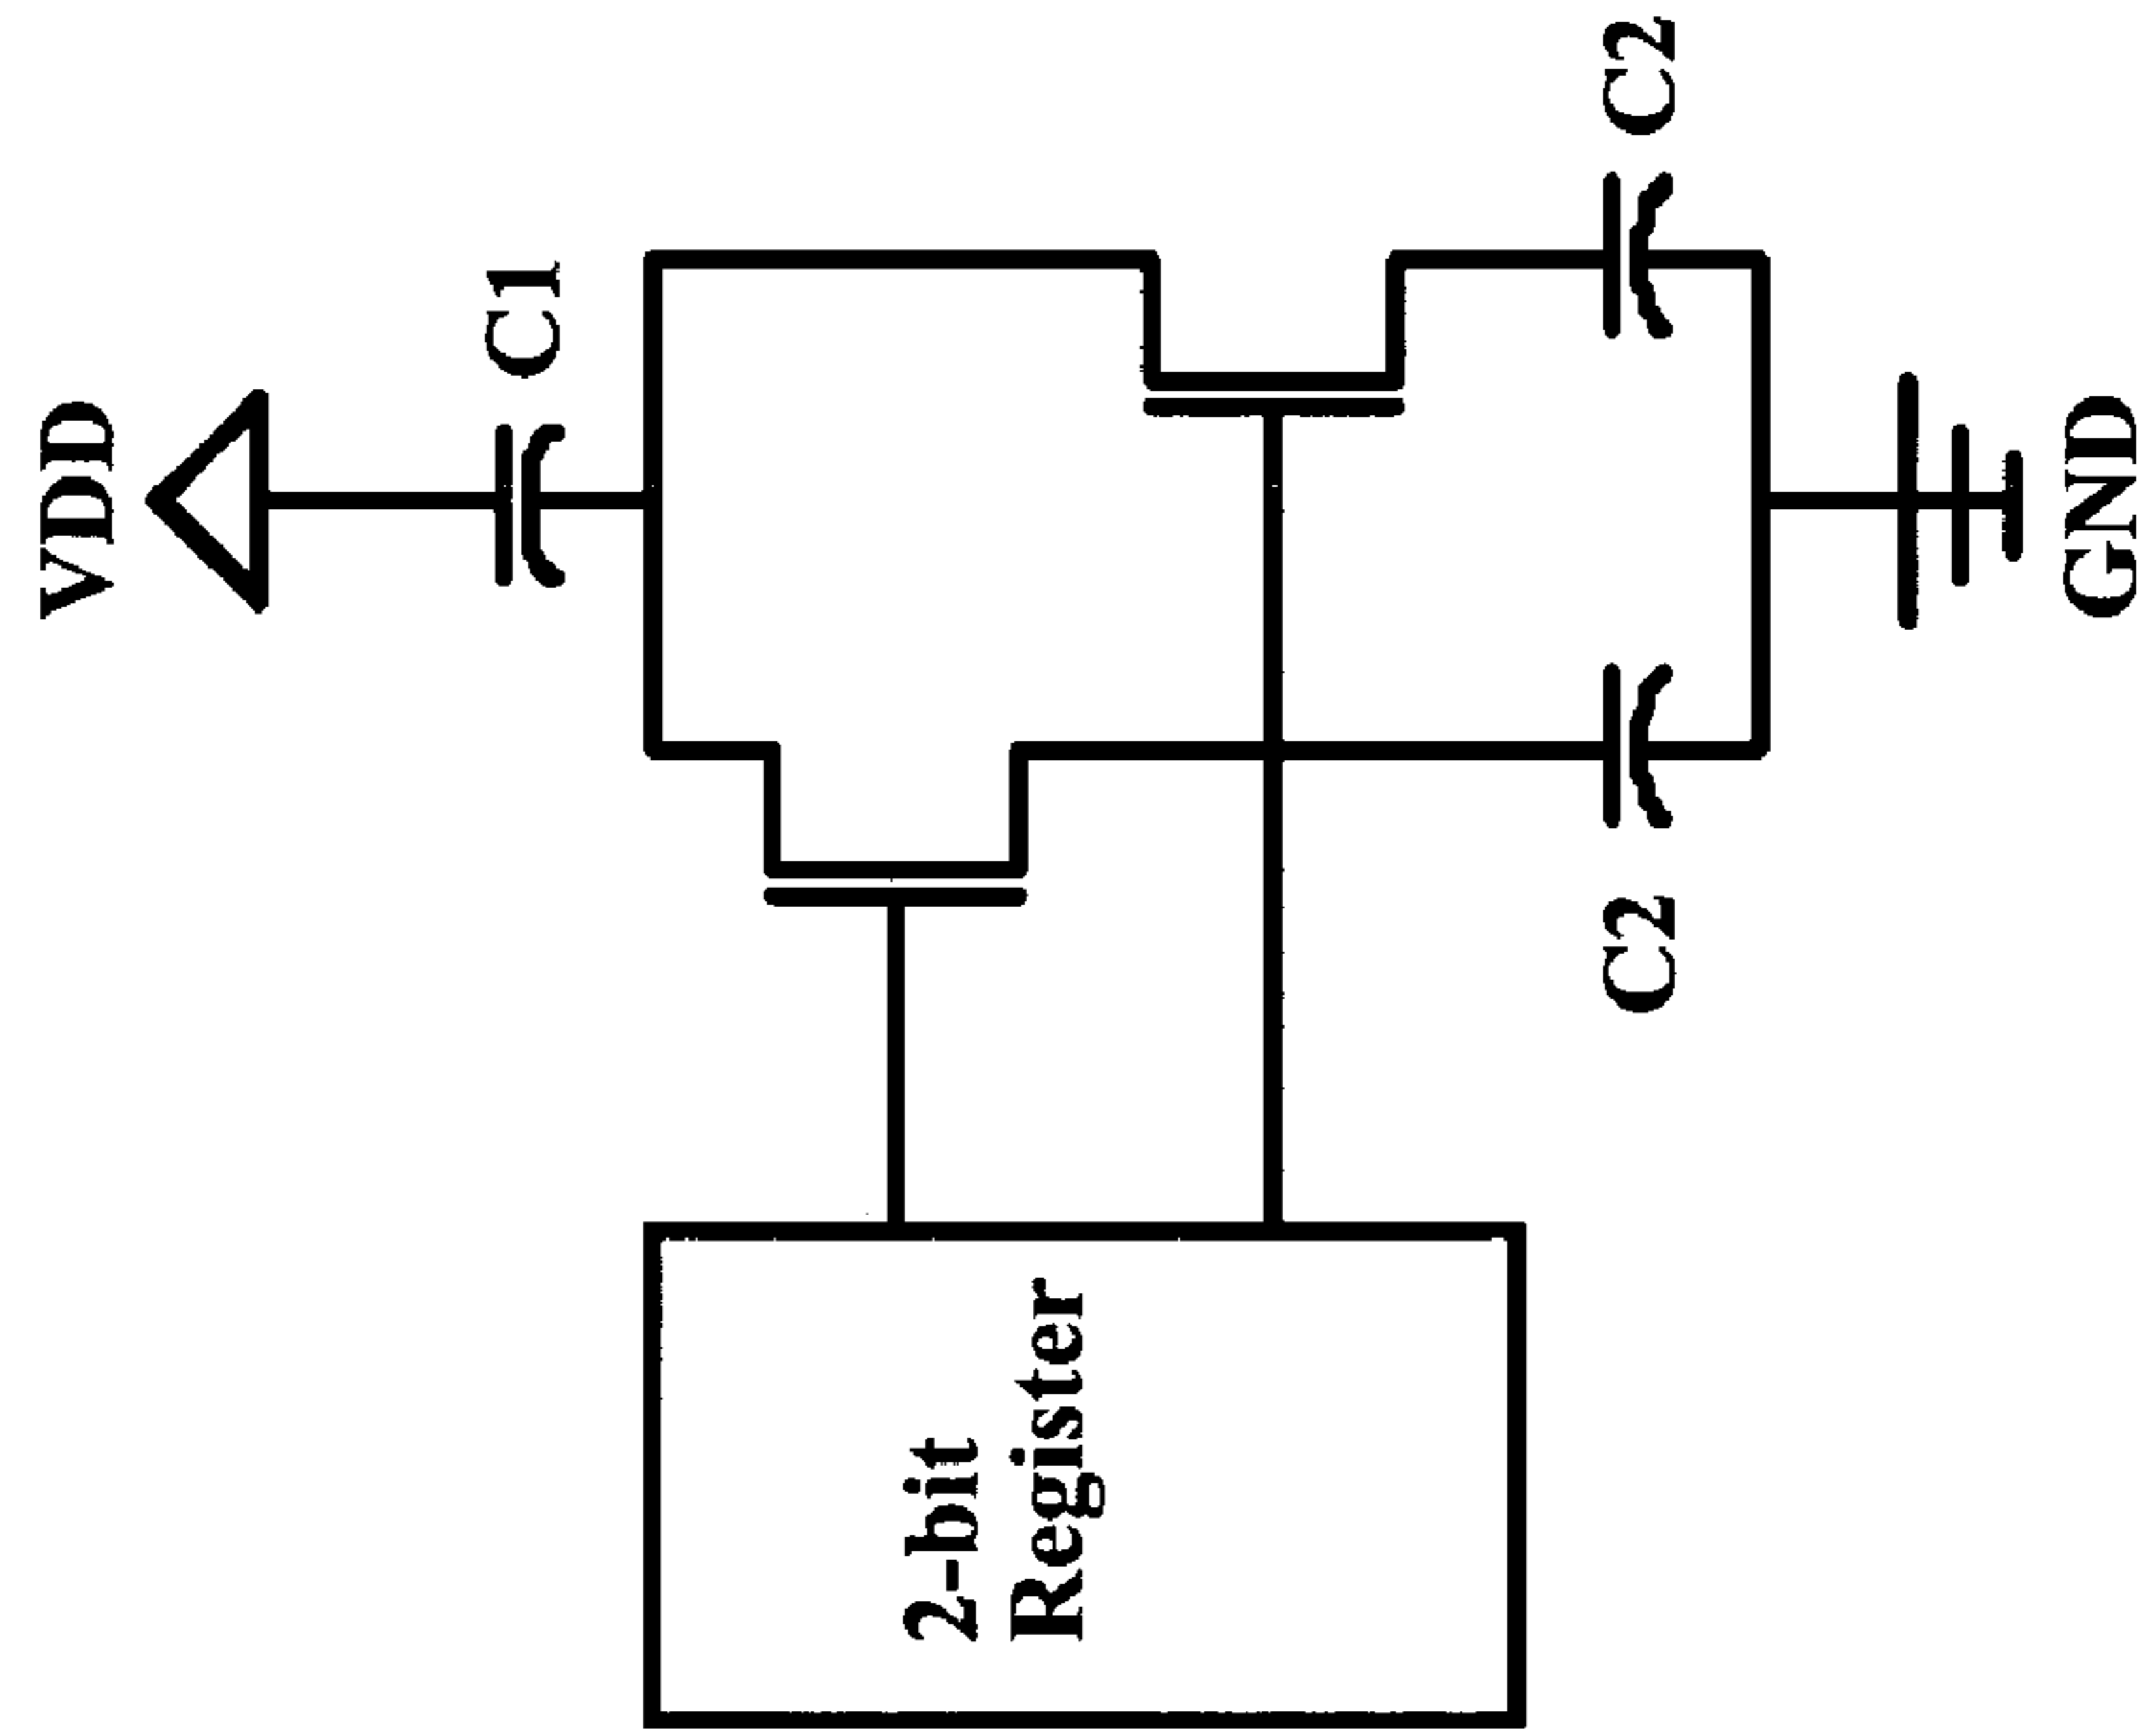 VDD
C1
2-bit
Register
C2
C2
GND